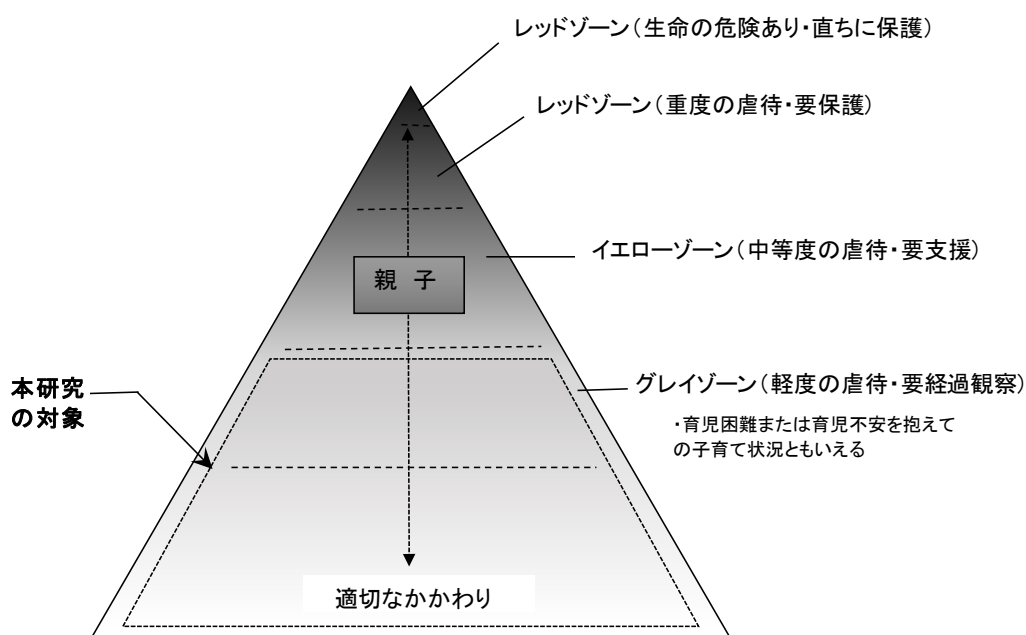 レッドゾーン（生命の危険あり・直ちに保護）
レッドゾーン（重度の虐待・要保護）
イエローゾーン（中等度の虐待・要支援）
親 子
グレイゾーン（軽度の虐待・要経過観察）
・育児困難または育児不安を抱えて
の子育て状況ともいえる
本研究
の対象
適切なかかわり